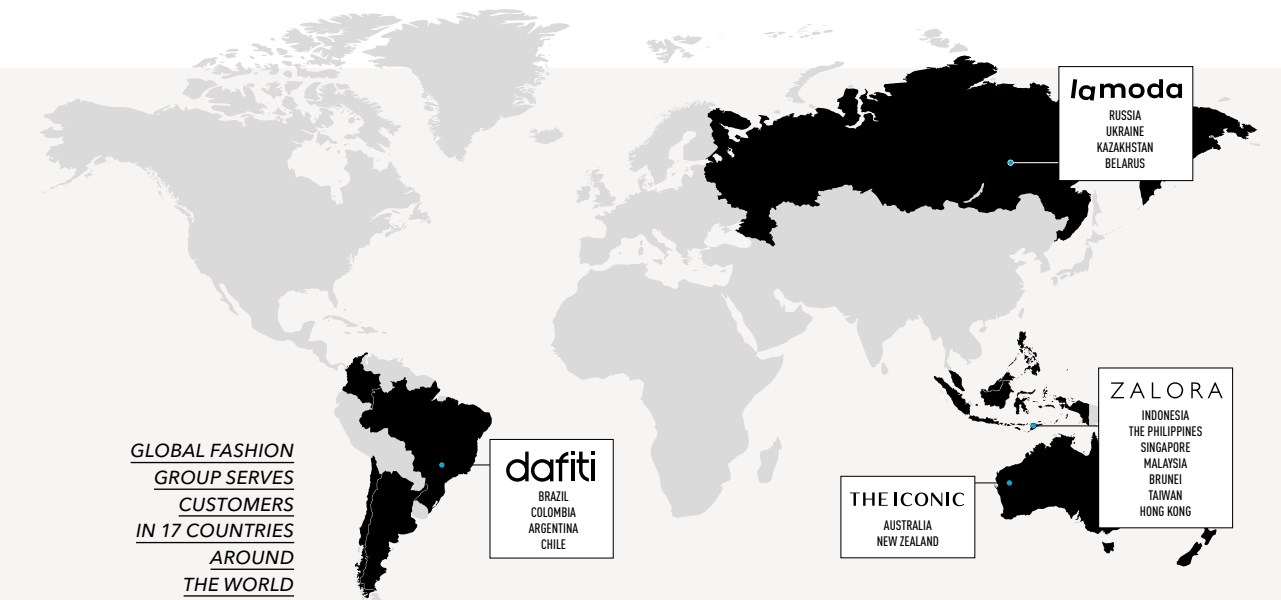 lamoda
RUSSIA
UKRAINE
KAZAKHSTAN
BELARUS
ZALORA
INDONESIA
THE PHILIPPINES
SINGAPORE
MALAYSIA
BRUNEI
TAIWAN
HONG KONG
GLOBAL FASHION
GROUP SERVES
CUSTOMERS
IN 17 COUNTRIES
AROUND
THE WORLD
dafiti
BRAZIL
COLOMBIA
ARGENTINA
CHILE
THE ICONIC
AUSTRALIA
NEW ZEALAND